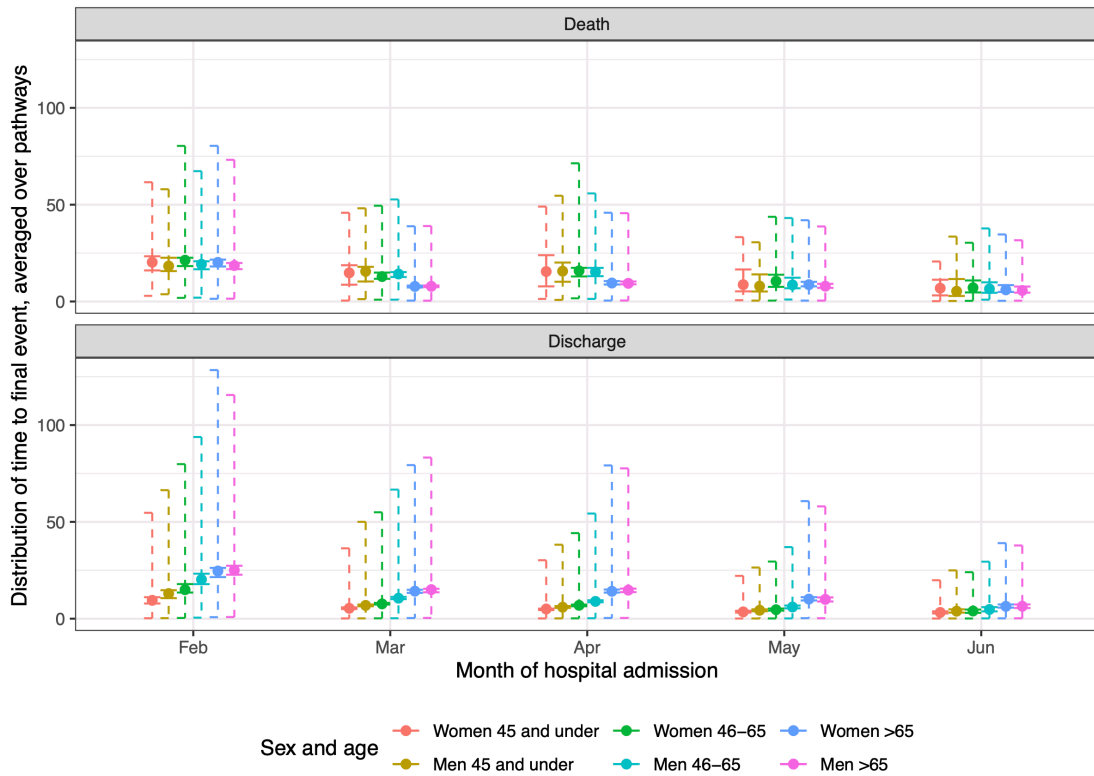 Death
Distribution of time to final event, averaged over pathways
100
50
0
Discharge
100
50
0
Feb Mar Apr May Jun
Month of hospital admission
Sex and age
Women 45 and under Women 46−65 Women >65
Men 45 and under Men 46−65 Men >65